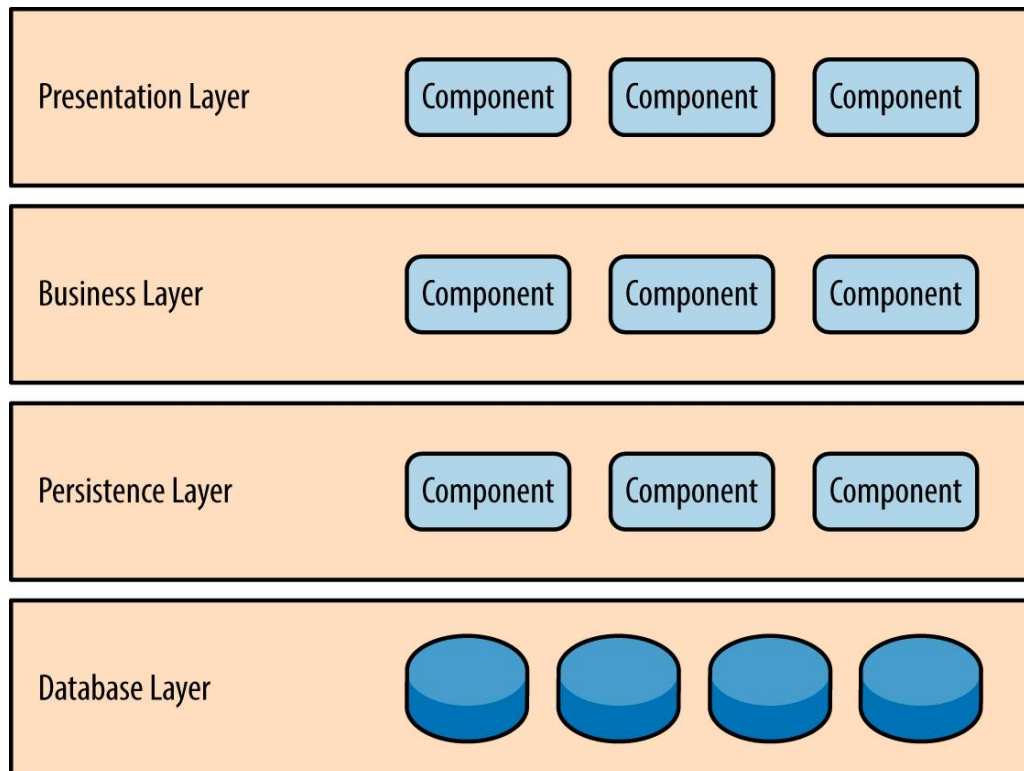 Presentation Layer Component Component Component
Business Layer Component Component Component
Persistence Layer Component Component Component
Database Layer